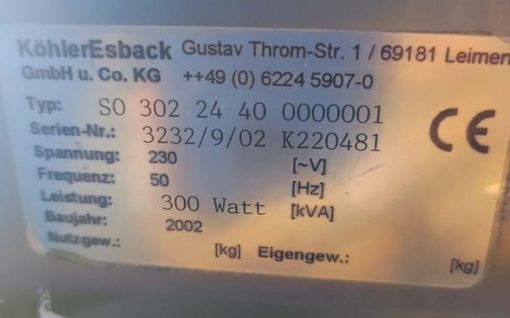 KöhlerEsback Gustav Throm-Str. 1 / 69181 Leimen
GmbH u. Co. KG ++49 (0) 6224 5907-0
Typ: SO 302 24 40 0000001
Serien-Nr.: 3232/9/02 K220481
Spannung: 230 [~V]
Frequenz: 50 [Hz]
Leistung: 300 Watt [kVA]
Baujahr: 2002
Nutzgew.: [kg] Eigengew.: [kg]
CE